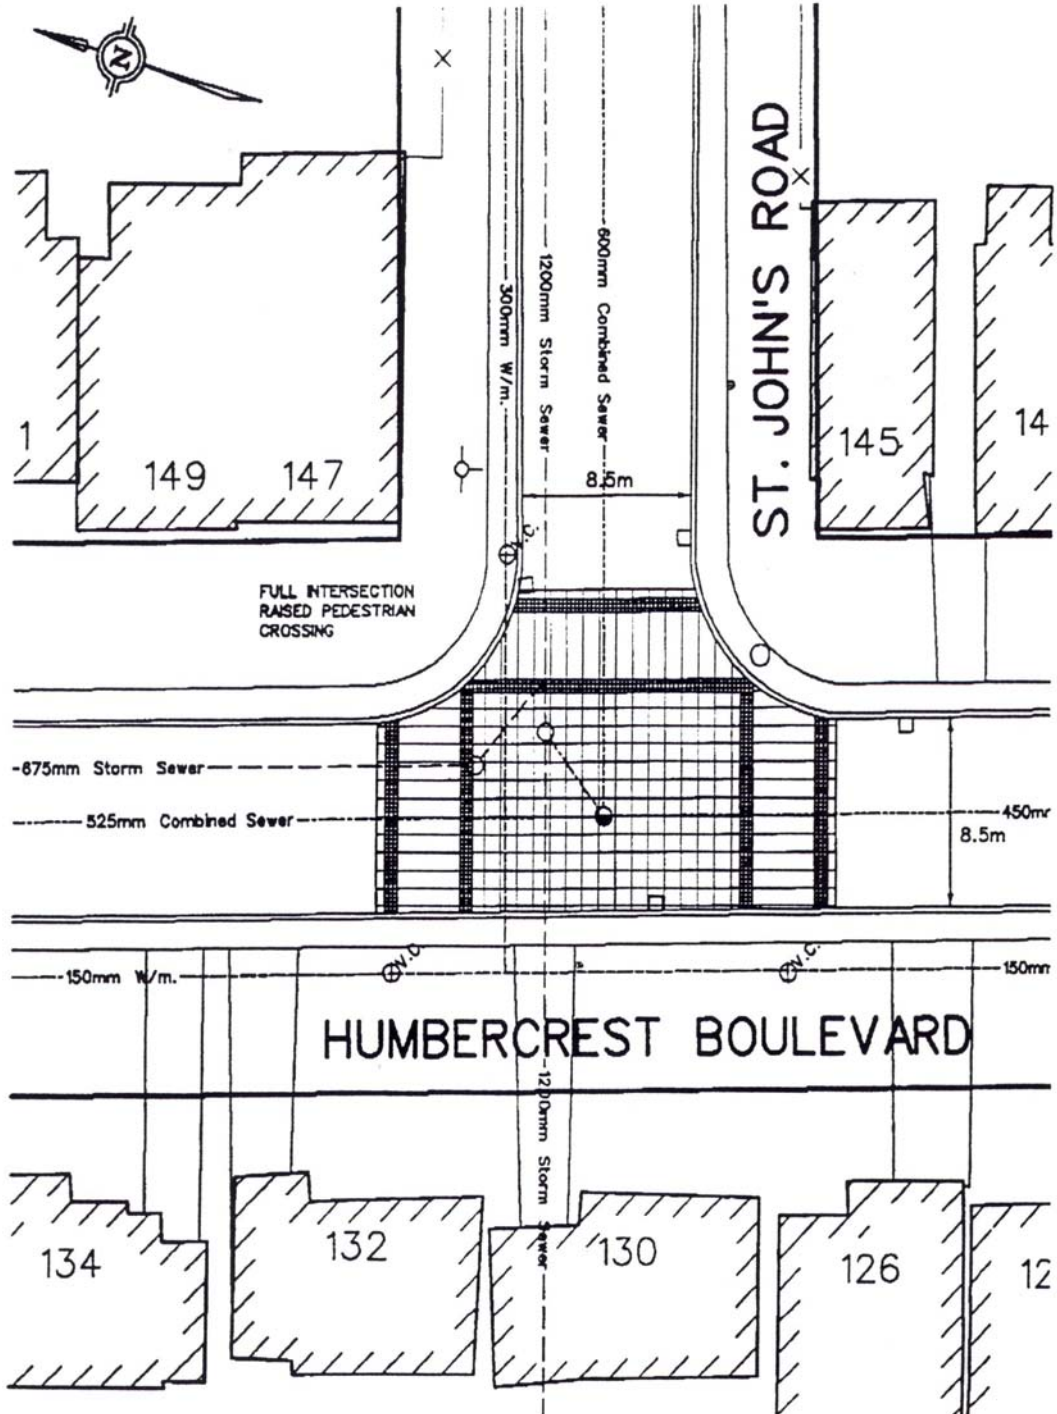 N
ST. JOHN'S ROAD
300mm W/m.
1200mm Storm Sewer
600mm Combined Sewer
1
149
147
145
14
8.5m
FULL INTERSECTION
RAISED PEDESTRIAN
CROSSING
675mm Storm Sewer
525mm Combined Sewer
450m
8.5m
V.C.
V.C.
150mm W/m.
150mm
HUMBERCREST BOULEVARD
1200mm Storm Sewer
134
132
130
126
12